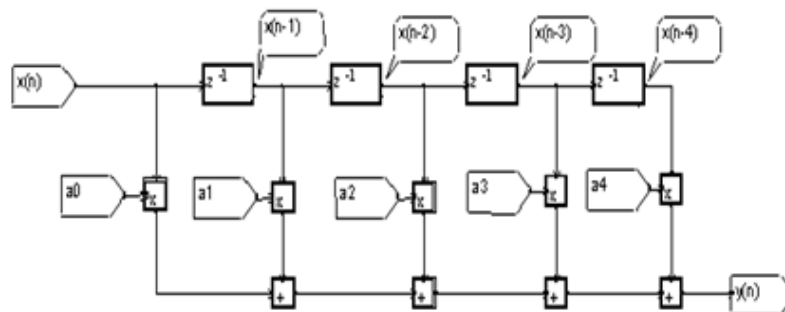 x(n-1)
x(n-2)
x(n-3)
x(n-4)
x(n)
z -1
z -1
z -1
z -1
a0
x
a1
x
a2
x
a3
x
a4
x
+
+
+
+
y(n)